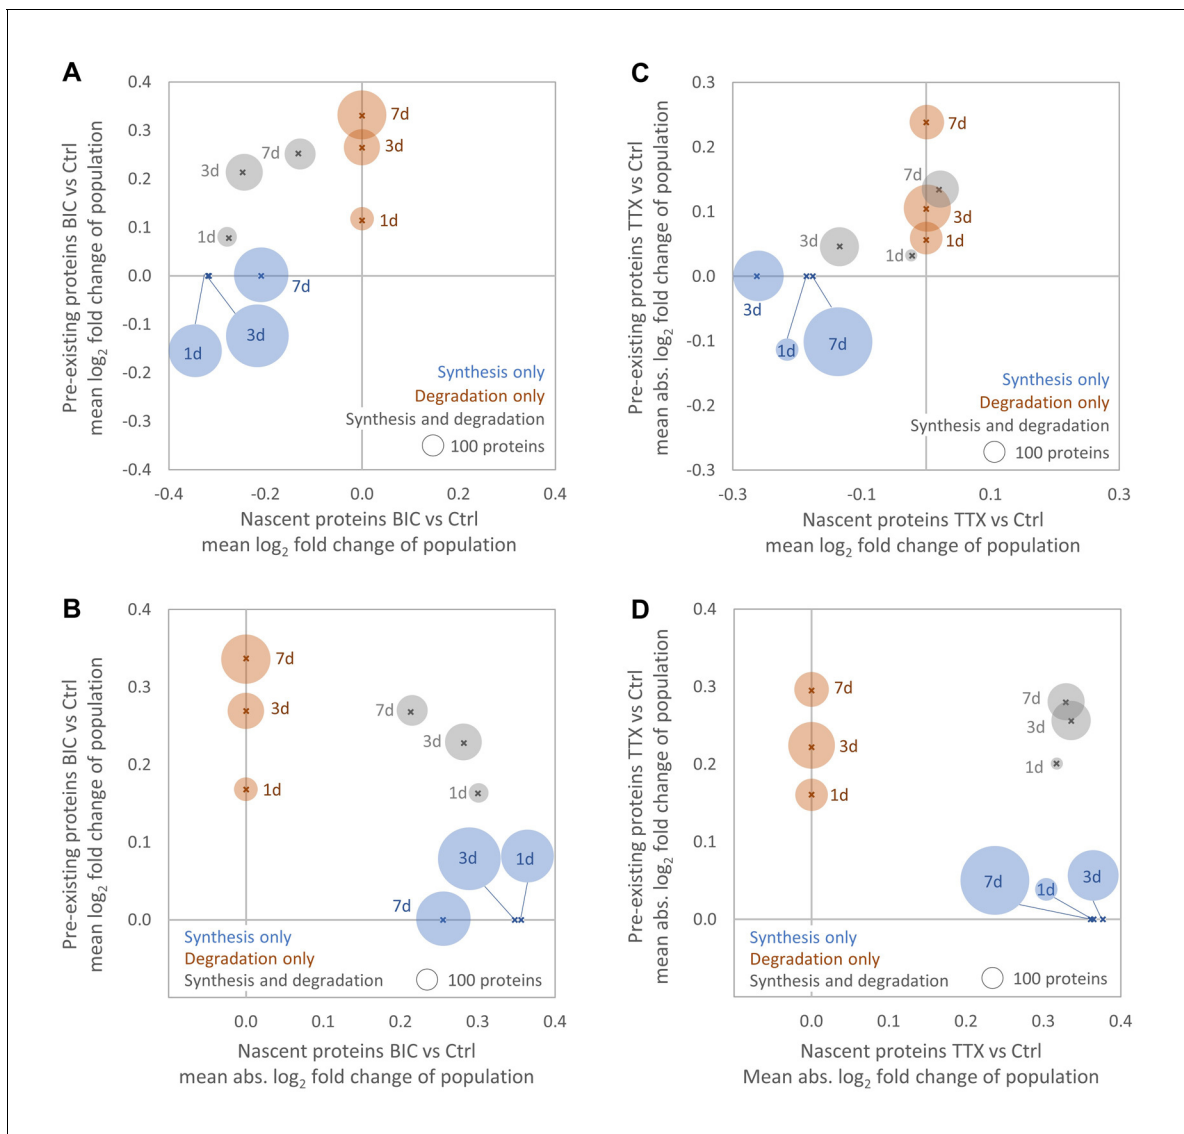 A
Pre-existing proteins BIC vs Ctrl
mean log2 fold change of population
0.4
0.3
0.2
0.1
0.0
-0.1
-0.2
-0.3
-0.4
7d
3d
1d
7d
3d
1d
7d
3d
1d
Synthesis only
Degradation only
Synthesis and degradation
100 proteins
-0.4
-0.2
0.0
0.2
0.4
Nascent proteins BIC vs Ctrl
mean log2 fold change of population
C
Pre-existing proteins TTX vs Ctrl
mean abs. log2 fold change of population
0.3
0.2
0.1
0.0
-0.1
-0.2
-0.3
7d
7d
3d
1d
3d
1d
3d
1d
7d
Synthesis only
Degradation only
Synthesis and degradation
100 proteins
-0.3
-0.1
0.1
0.3
Nascent proteins TTX vs Ctrl
mean log2 fold change of population
B
Pre-existing proteins BIC vs Ctrl
mean log2 fold change of population
0.4
0.3
0.2
0.1
0.0
7d
3d
1d
7d
3d
1d
3d
1d
7d
Synthesis only
Degradation only
Synthesis and degradation
100 proteins
0.0
0.1
0.2
0.3
0.4
Nascent proteins BIC vs Ctrl
mean abs. log2 fold change of population
D
Pre-existing proteins TTX vs Ctrl
mean abs. log2 fold change of population
0.4
0.3
0.2
0.1
0.0
7d
3d
1d
7d
3d
1d
7d
1d
3d
Synthesis only
Degradation only
Synthesis and degradation
100 proteins
0.0
0.1
0.2
0.3
0.4
Nascent proteins TTX vs Ctrl
Mean abs. log2 fold change of population